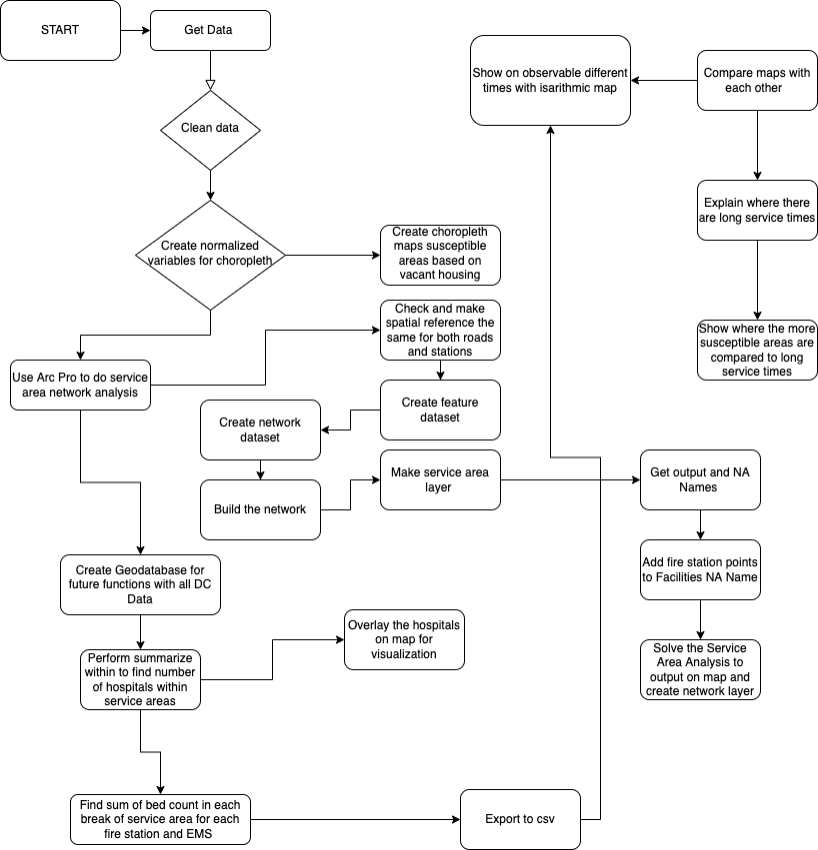 START
Get Data
Clean data
Create normalized
variables for choropleth
Create choropleth
maps susceptible
areas based on
vacant housing
Check and make
spatial reference the
same for both roads
and stations
Use Arc Pro to do service
area network analysis
Create feature
dataset
Create network
dataset
Build the network
Make service area
layer
Get output and NA
Names
Add fire station points
to Facilities NA Name
Solve the Service
Area Analysis to
output on map and
create network layer
Create Geodatabase for
future functions with all DC
Data
Perform summarize
within to find number
of hospitals within
service areas
Overlay the hospitals
on map for
visualization
Find sum of bed count in each
break of service area for each
fire station and EMS
Export to csv
Show on observable different
times with isarithmic map
Compare maps with
each other
Explain where there
are long service times
Show where the more
susceptible areas are
compared to long
service times